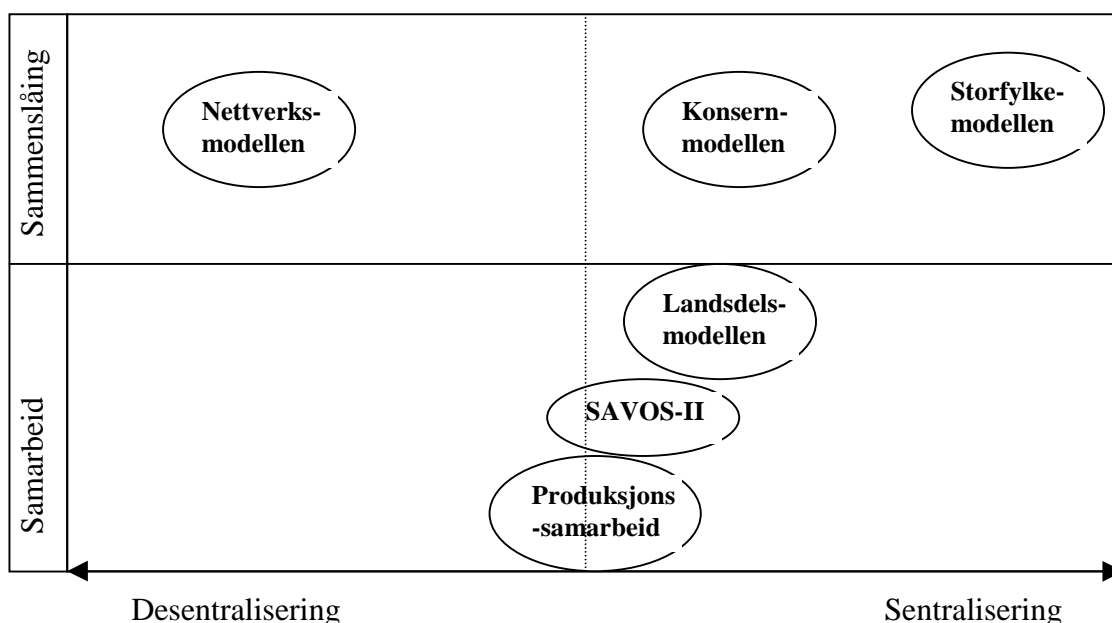 Sammenslåing
Nettverks-
modellen
Konsern-
modellen
Storfylke-
modellen
Samarbeid
Landsdels-
modellen
SAVOS-II
Produksjons
-samarbeid
Desentralisering
Sentralisering